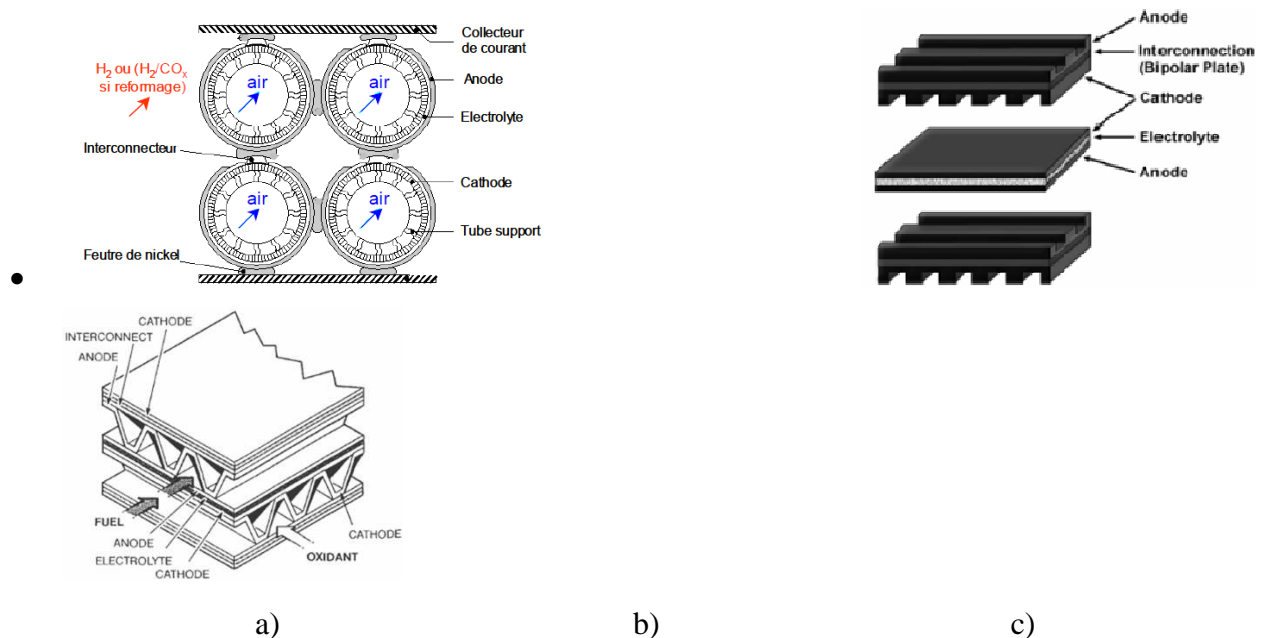 Collecteur
de courant
H2 ou (H2/COx
si reformage)
air
air
Anode
Electrolyte
Interconnecteur
Cathode
air
air
Tube support
Feutre de nickel
Anode
Interconnection
(Bipolar Plate)
Cathode
Electrolyte
Anode
•
CATHODE
INTERCONNECT
ANODE
FUEL
ANODE
ELECTROLYTE
CATHODE
CATHODE
OXIDANT
a) b) c)